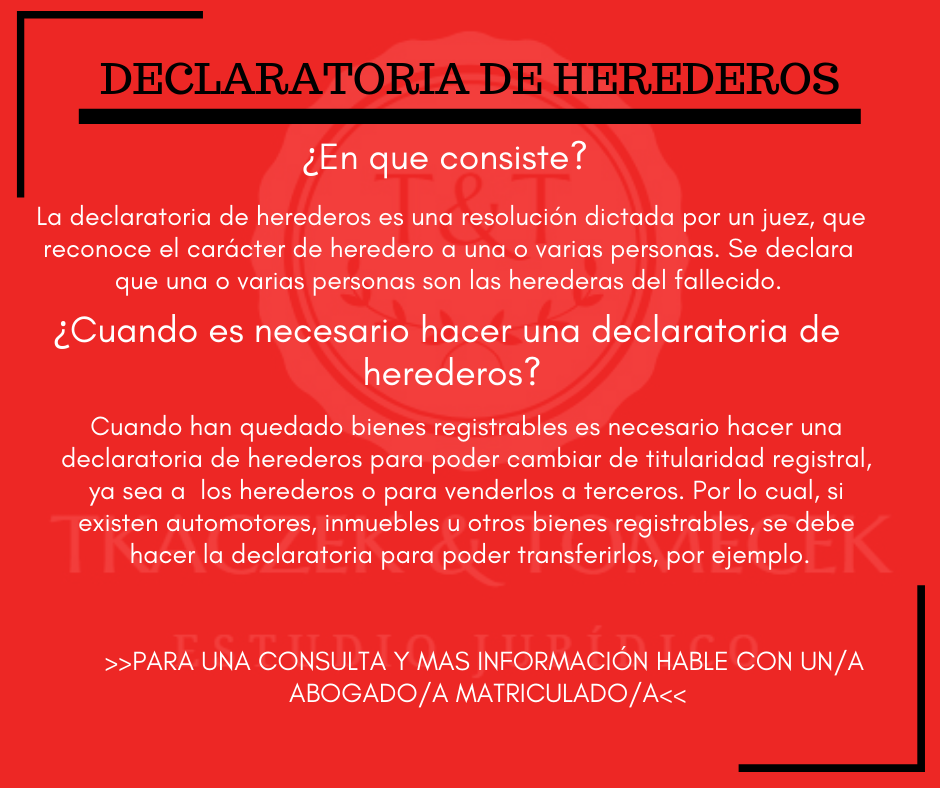 DECLARATORIA DE HEREDEROS
¿En que consiste?
La declaratoria de herederos es una resolución dictada por un juez, que
reconoce el carácter de heredero a una o varias personas. Se declara
que una o varias personas son las herederas del fallecido.
¿Cuando es necesario hacer una declaratoria de
herederos?
Cuando han quedado bienes registrables es necesario hacer una
declaratoria de herederos para poder cambiar de titularidad registral,
ya sea a  los herederos o para venderlos a terceros. Por lo cual, si
existen automotores, inmuebles u otros bienes registrables, se debe
hacer la declaratoria para poder transferirlos, por ejemplo.
>>PARA UNA CONSULTA Y MAS INFORMACIÓN HABLE CON UN/A
ABOGADO/A MATRICULADO/A<<
T&T
TKACZEK & TOMECEK
ESTUDIO JURÍDICO